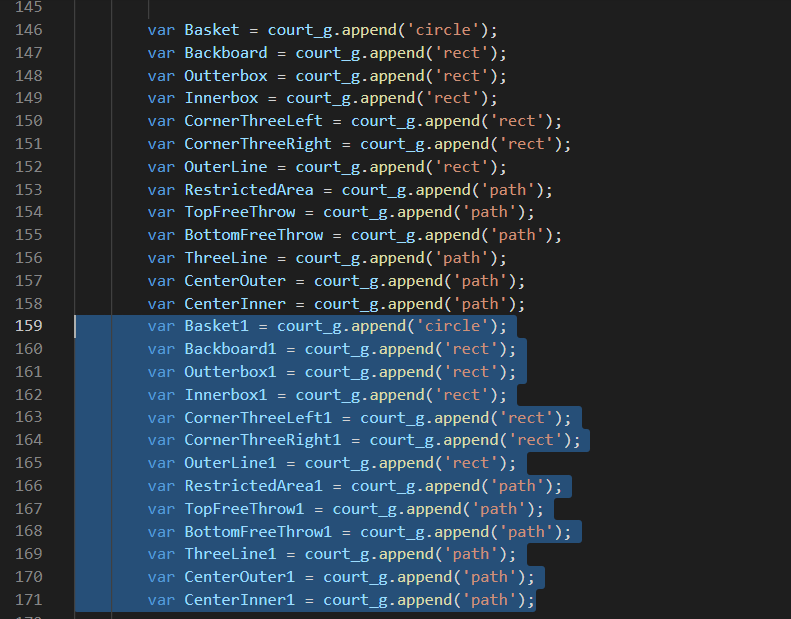 145
146 var Basket = court_g.append('circle');
147 var Backboard = court_g.append('rect');
148 var Outterbox = court_g.append('rect');
149 var Innerbox = court_g.append('rect');
150 var CornerThreeLeft = court_g.append('rect');
151 var CornerThreeRight = court_g.append('rect');
152 var OuterLine = court_g.append('rect');
153 var RestrictedArea = court_g.append('path');
154 var TopFreeThrow = court_g.append('path');
155 var BottomFreeThrow = court_g.append('path');
156 var ThreeLine = court_g.append('path');
157 var CenterOuter = court_g.append('path');
158 var CenterInner = court_g.append('path');
159 var Basket1 = court_g.append('circle');
160 var Backboard1 = court_g.append('rect');
161 var Outterbox1 = court_g.append('rect');
162 var Innerbox1 = court_g.append('rect');
163 var CornerThreeLeft1 = court_g.append('rect');
164 var CornerThreeRight1 = court_g.append('rect');
165 var OuterLine1 = court_g.append('rect');
166 var RestrictedArea1 = court_g.append('path');
167 var TopFreeThrow1 = court_g.append('path');
168 var BottomFreeThrow1 = court_g.append('path');
169 var ThreeLine1 = court_g.append('path');
170 var CenterOuter1 = court_g.append('path');
171 var CenterInner1 = court_g.append('path');